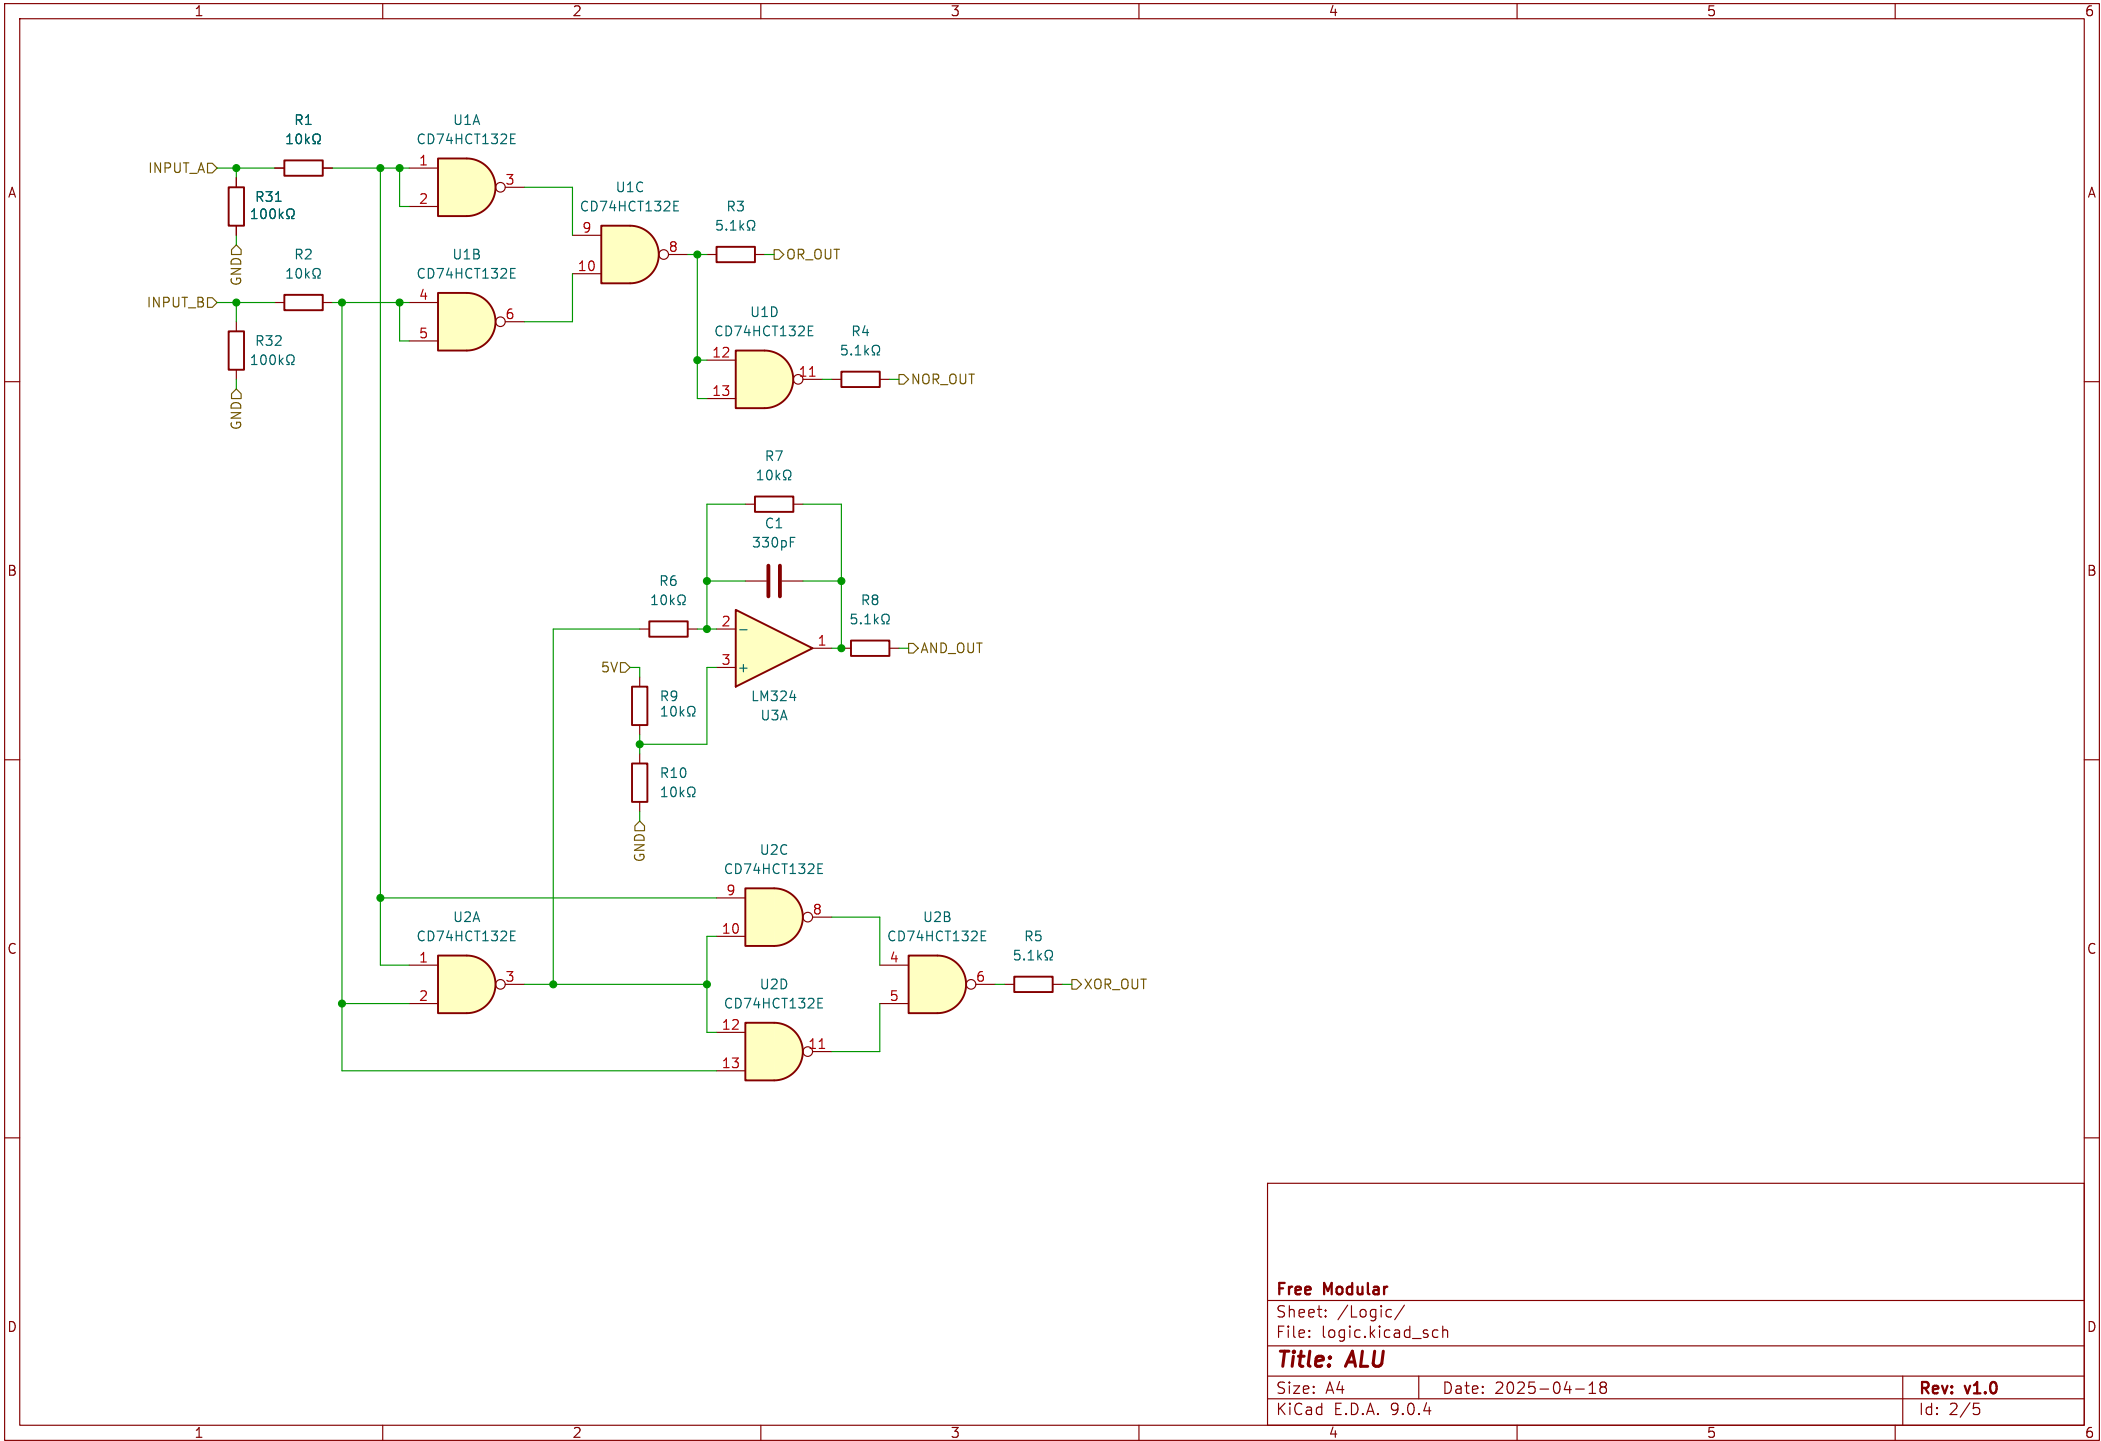 1 2 3 4 5 6
R1
10kΩ
U1A
CD74HCT132E
INPUT_A
1
2
3
A
A
R31
100kΩ
GND
U1C
CD74HCT132E
9
10
8
R3
5.1kΩ
OR_OUT
R2
10kΩ
U1B
CD74HCT132E
INPUT_B
4
5
6
R32
100kΩ
GND
U1D
CD74HCT132E
12
13
11
R4
5.1kΩ
NOR_OUT
R7
10kΩ
C1
330pF
B
B
R6
10kΩ
2
3
1
R8
5.1kΩ
AND_OUT
5V
LM324
U3A
R9
10kΩ
R10
10kΩ
GND
U2C
CD74HCT132E
9
10
8
C
C
U2A
CD74HCT132E
1
2
3
U2B
CD74HCT132E
4
5
6
R5
5.1kΩ
XOR_OUT
U2D
CD74HCT132E
12
13
11
D
D
Free Modular
Sheet: /Logic/
File: logic.kicad_sch
Title: ALU
Size: A4
Date: 2025-04-18
Rev: v1.0
KiCad E.D.A. 9.0.4
Id: 2/5
1 2 3 4 5 6